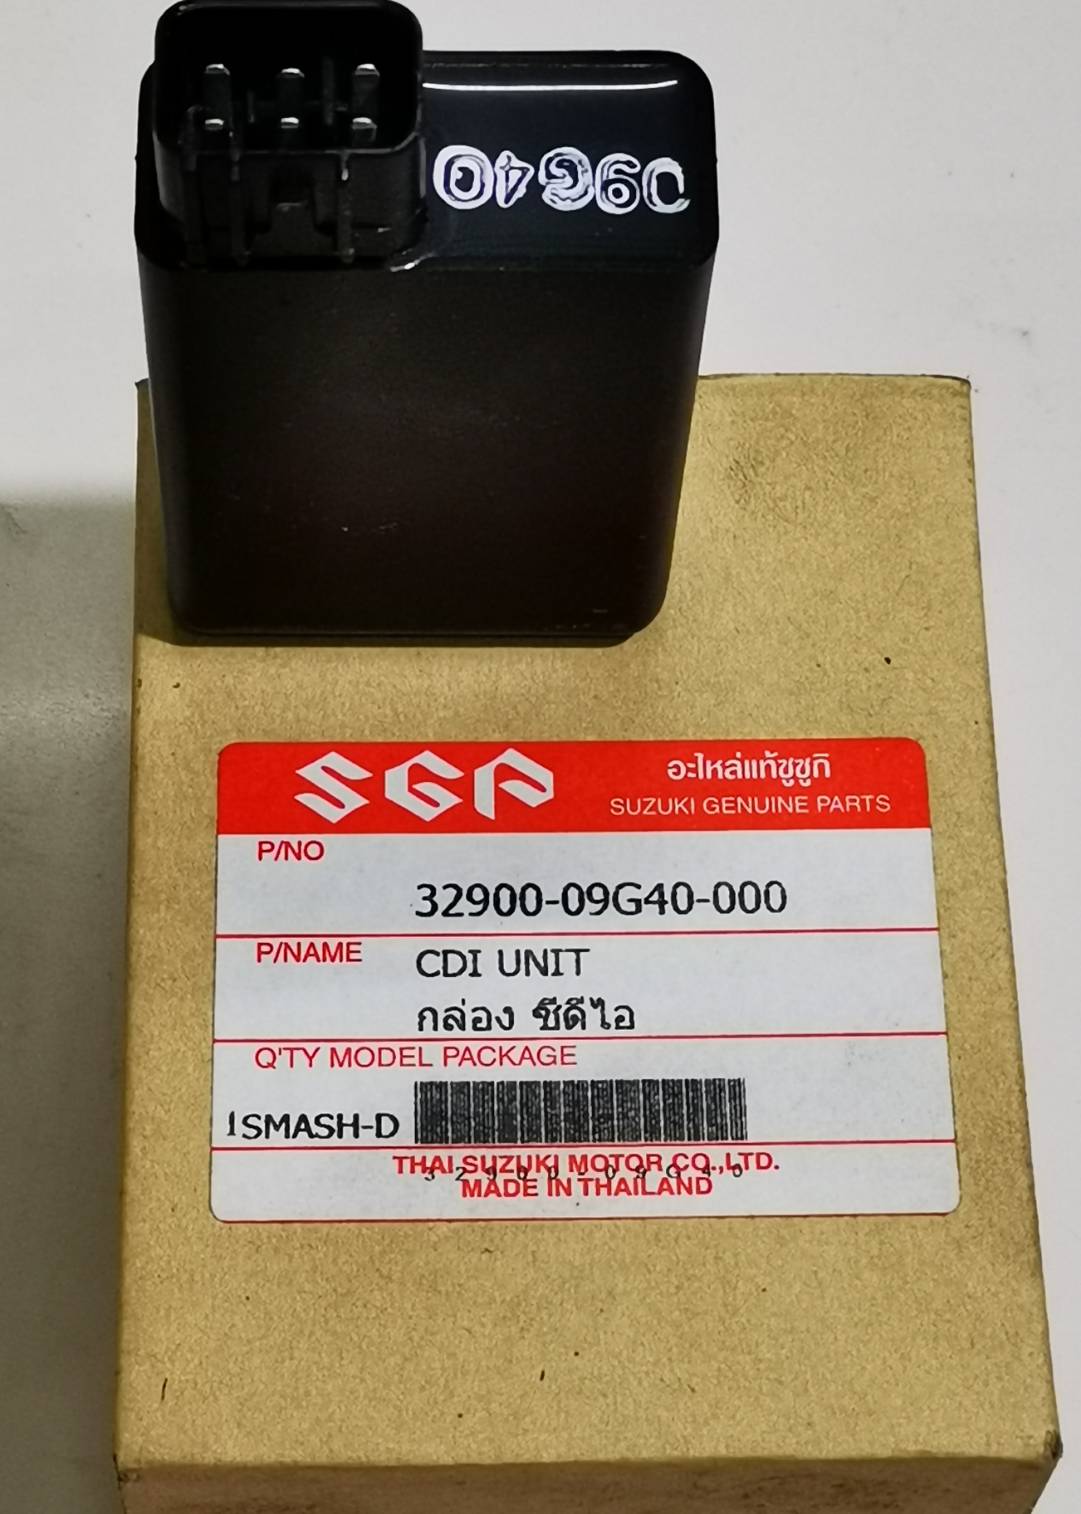 09G40
SGP
อะไหล่แท้ซูซูกิ
SUZUKI GENUINE PARTS
P/NO
32900-09G40-000
P/NAME
CDI UNIT
กล่อง ซีดีไอ
Q'TY MODEL PACKAGE
1SMASH-D
THAI SUZUKI MOTOR CO.,LTD.
32900-09G40
MADE IN THAILAND